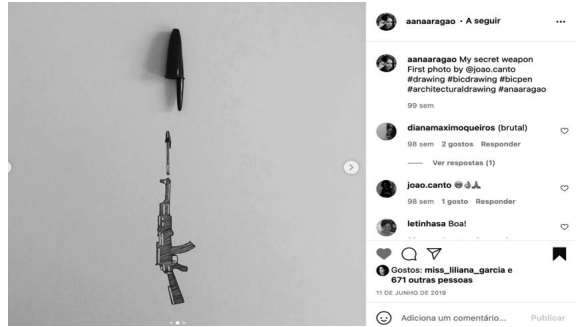 aanaaragao • A seguir
aanaaragao My secret weapon
First photo by @joao.canto
#drawing #bicdrawing #bicpen
#architecturaldrawing #anaaragao
99 sem
dianamaximoqueiros (brutal)
98 sem 2 gostos Responder
Ver respostas (1)
joao.canto
98 sem 1 gosto Responder
letinhasa Boa!
Gostos: miss_liliana_garcia e
671 outras pessoas
11 DE JUNHO DE 2019
Adiciona um comentário... Publicar